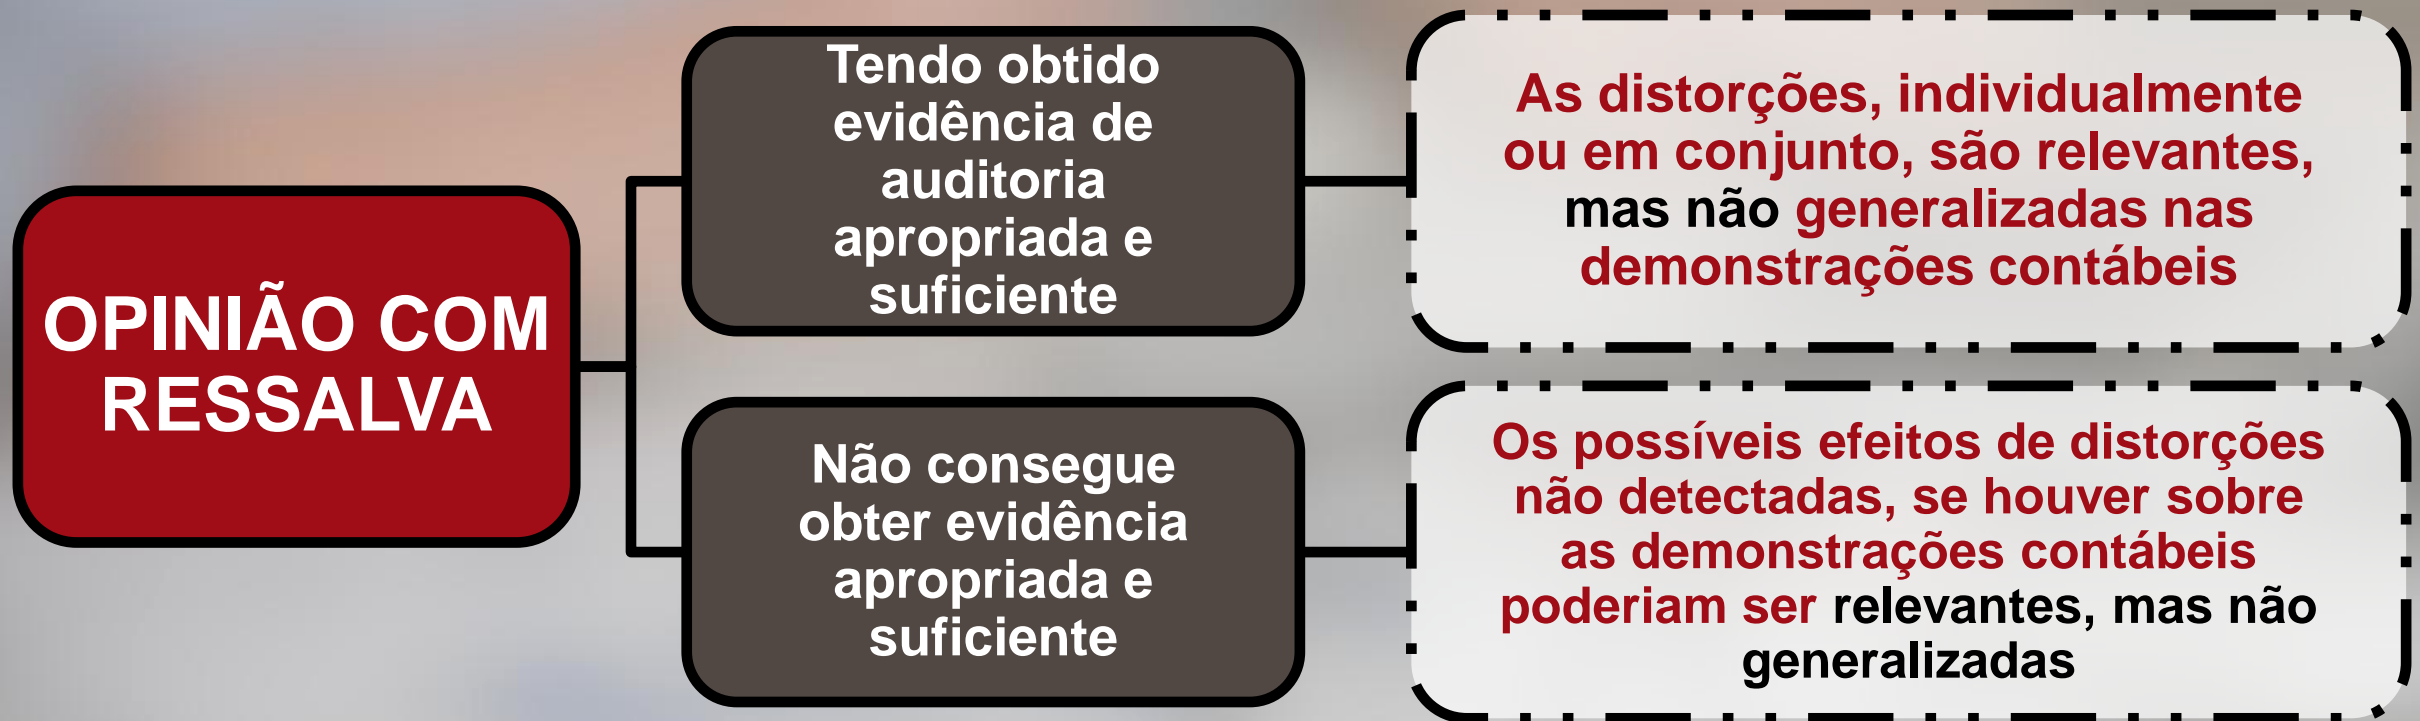 OPINIÃO COM
RESSALVA
Tendo obtido
evidência de
auditoria
apropriada e
suficiente
As distorções, individualmente
ou em conjunto, são relevantes,
mas não generalizadas nas
demonstrações contábeis
Não consegue
obter evidência
apropriada e
suficiente
Os possíveis efeitos de distorções
não detectadas, se houver sobre
as demonstrações contábeis
poderiam ser relevantes, mas não
generalizadas